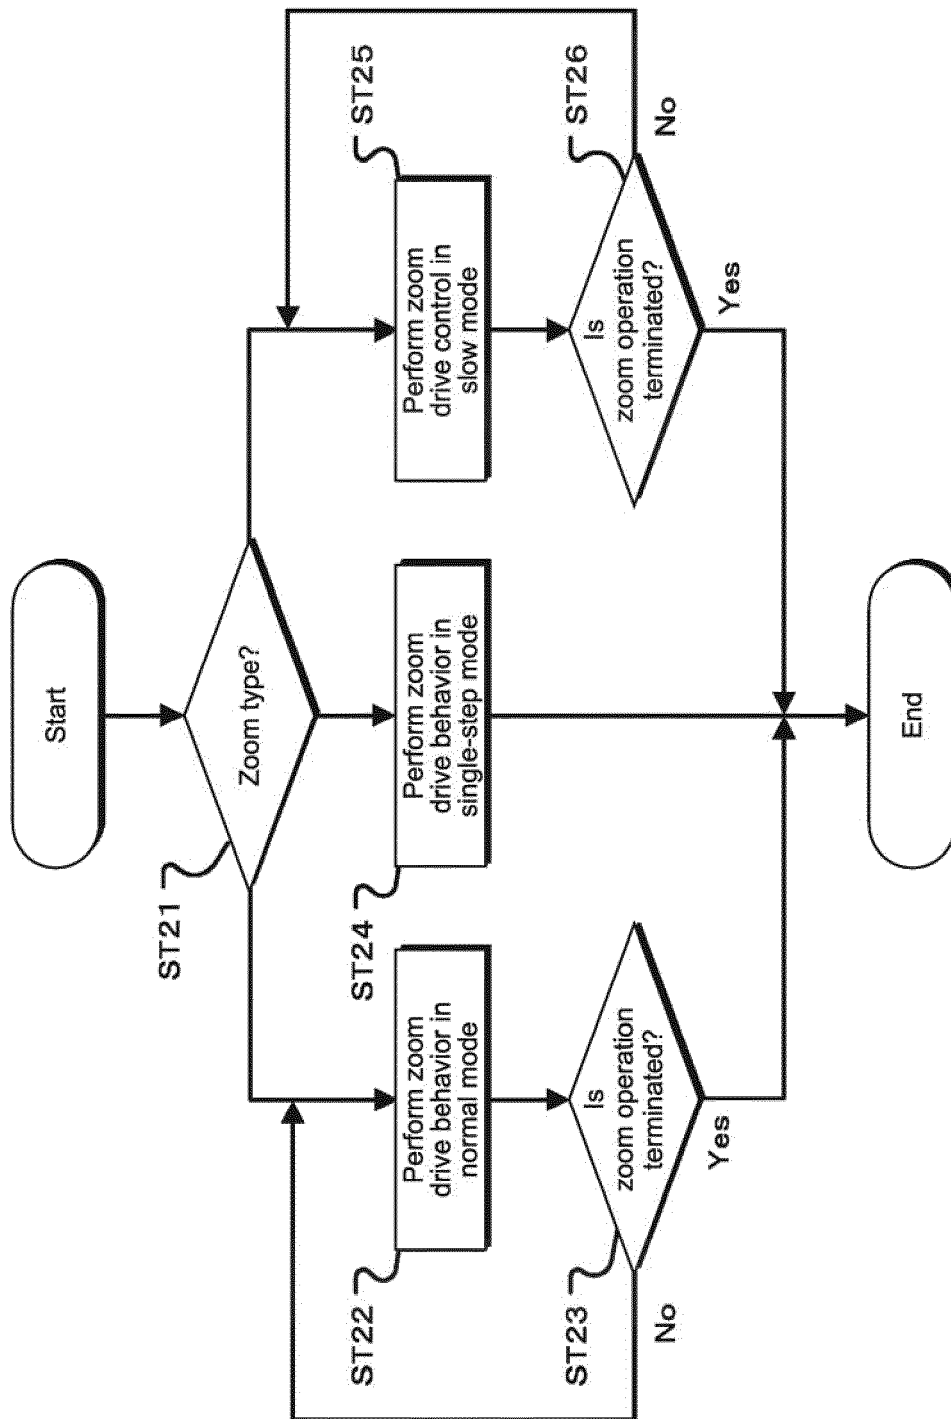 Start
ST21
Zoom type?
ST22
Perform zoom
drive behavior in
normal mode
ST24
Perform zoom
drive behavior in
single-step mode
ST25
Perform zoom
drive control in
slow mode
ST23
Is
zoom operation
terminated?
No
Yes
ST26
Is
zoom operation
terminated?
No
Yes
End